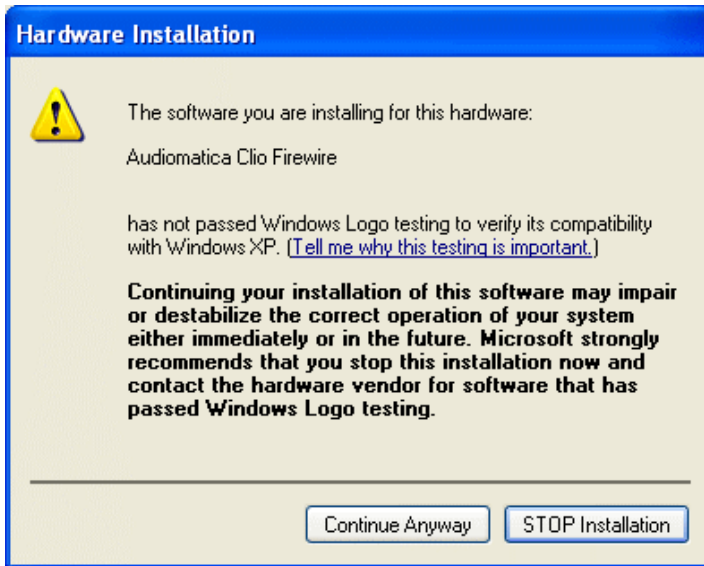 Hardware Installation
The software you are installing for this hardware:
Audiomatica Clio Firewire
has not passed Windows Logo testing to verify its compatibility
with Windows XP. (Tell me why this testing is important.)
Continuing your installation of this software may impair
or destabilize the correct operation of your system
either immediately or in the future. Microsoft strongly
recommends that you stop this installation now and
contact the hardware vendor for software that has
passed Windows Logo testing.
Continue Anyway
STOP Installation